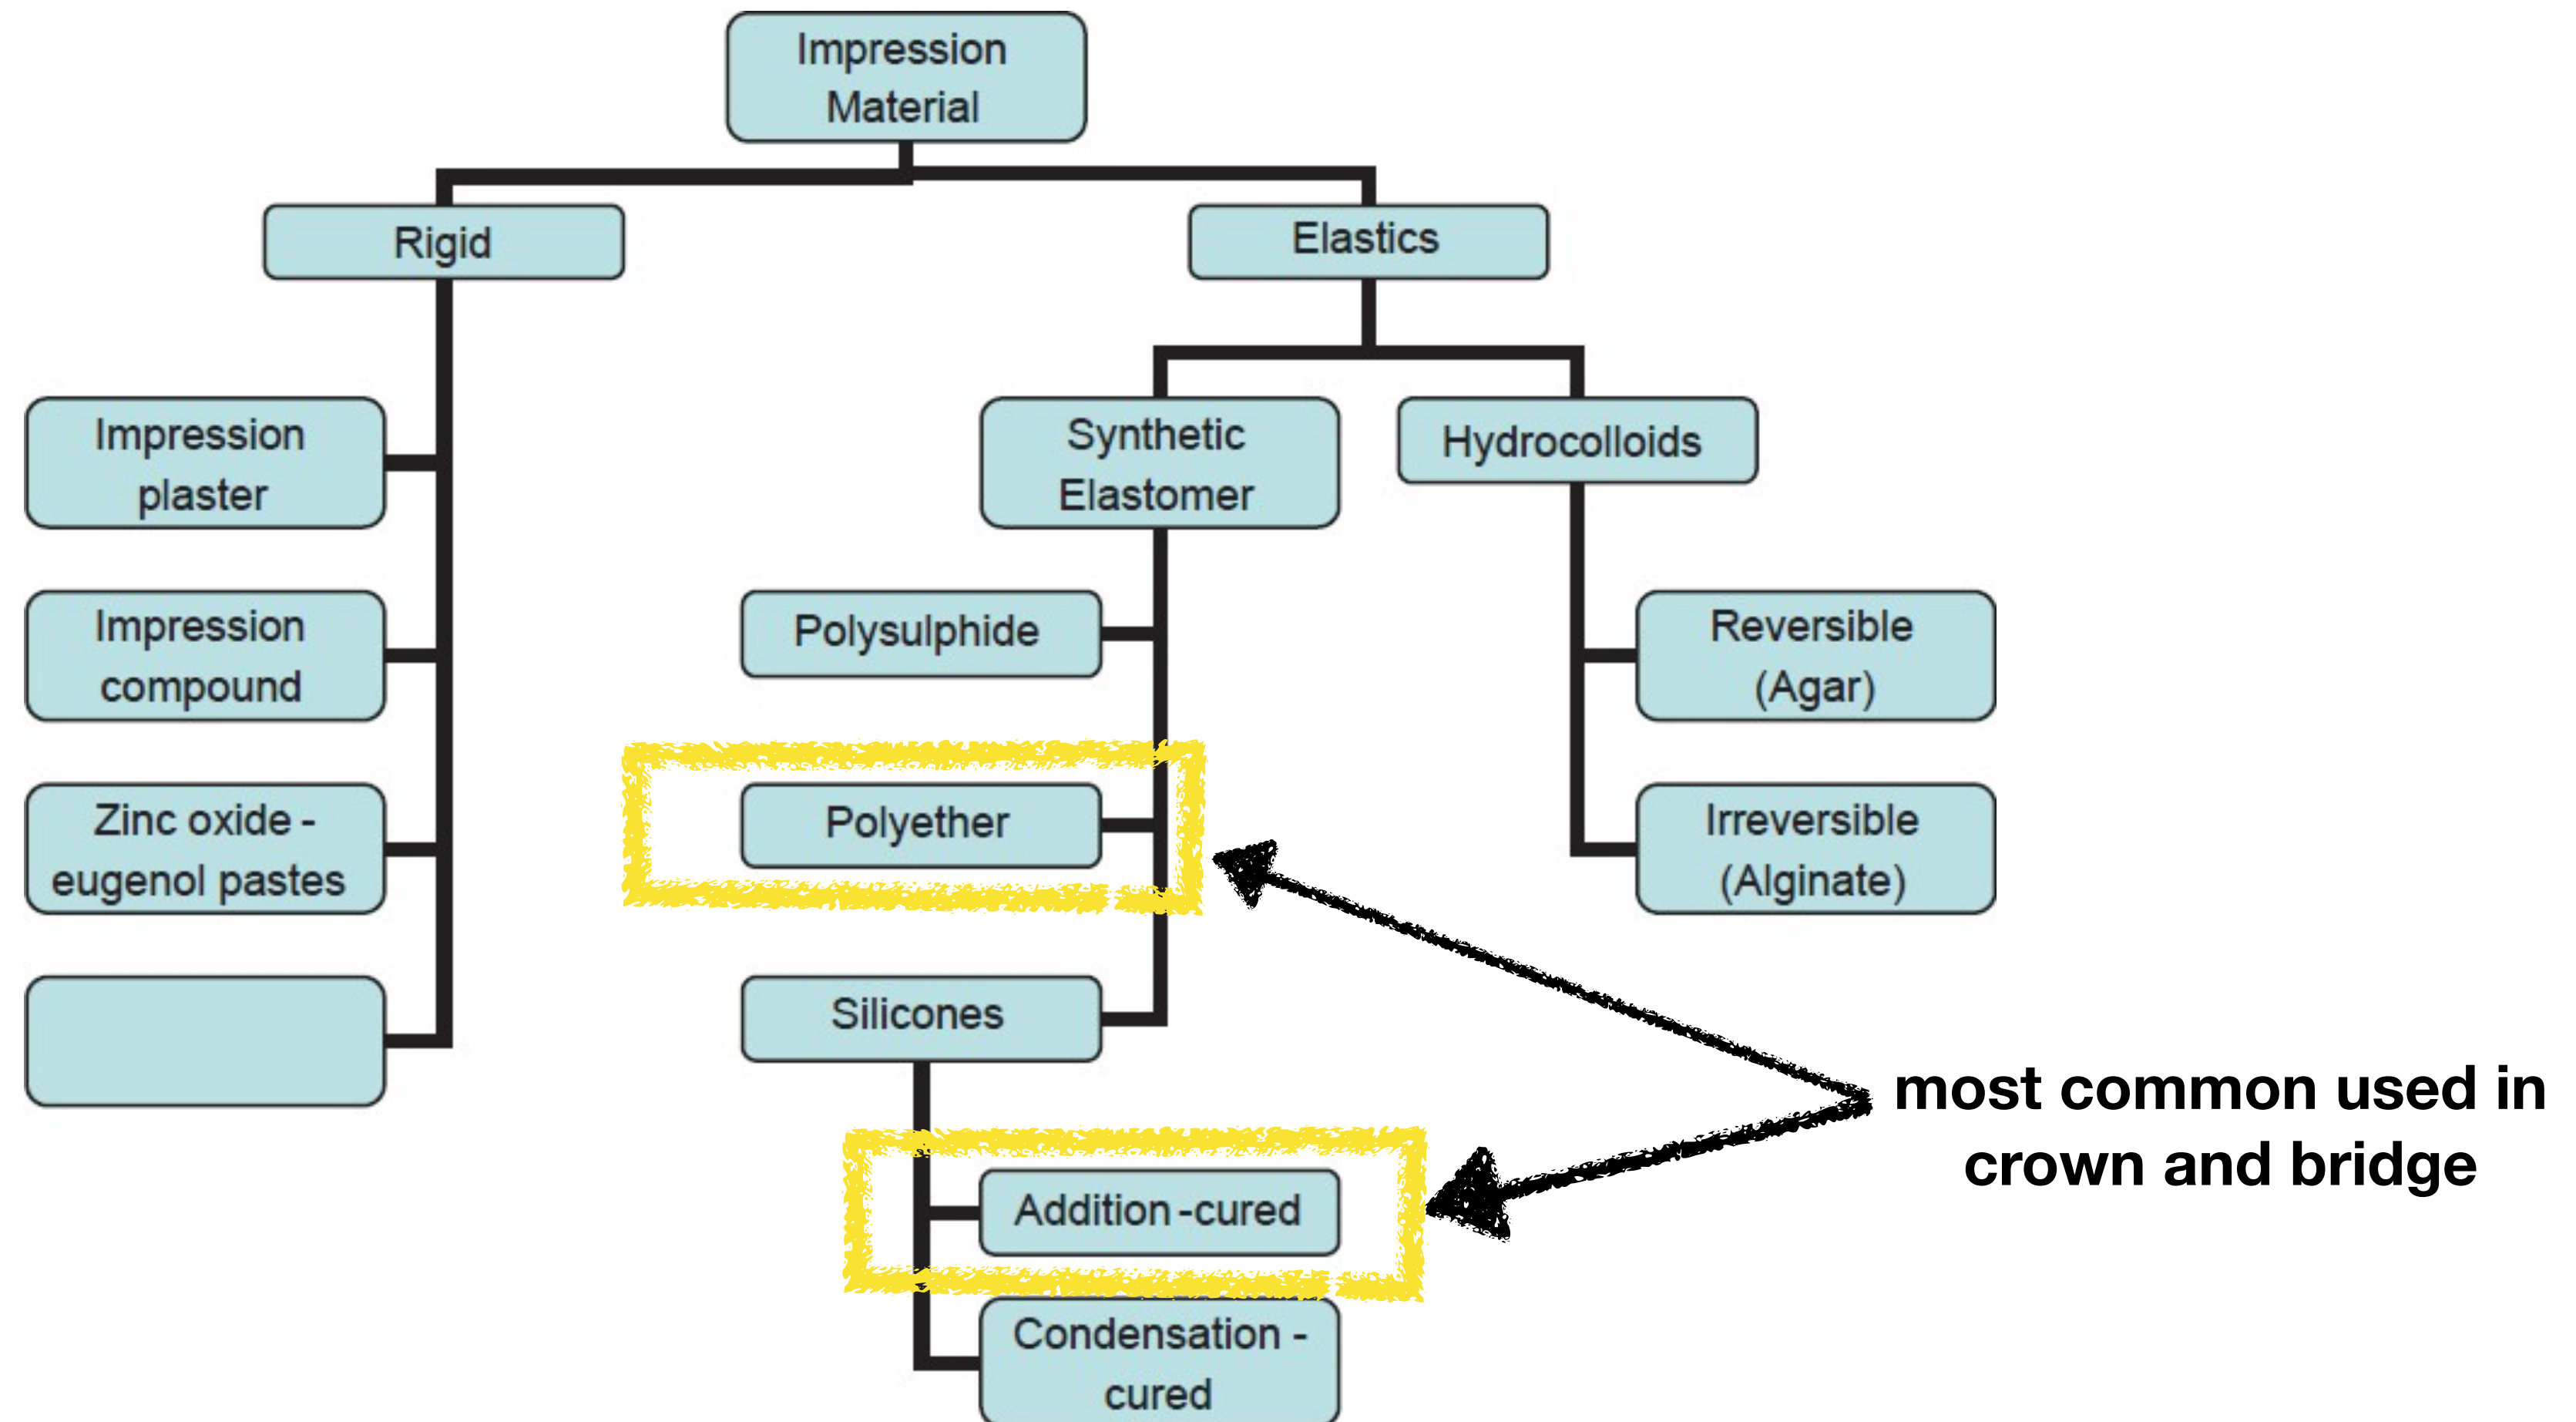 Impression
Material
Rigid
Elastics
Impression
plaster
Impression
compound
Zinc oxide -
eugenol pastes
Synthetic
Elastomer
Hydrocolloids
Polysulphide
Polyether
Silicones
Addition -cured
Condensation -
cured
Reversible
(Agar)
Irreversible
(Alginate)
most common used in
crown and bridge